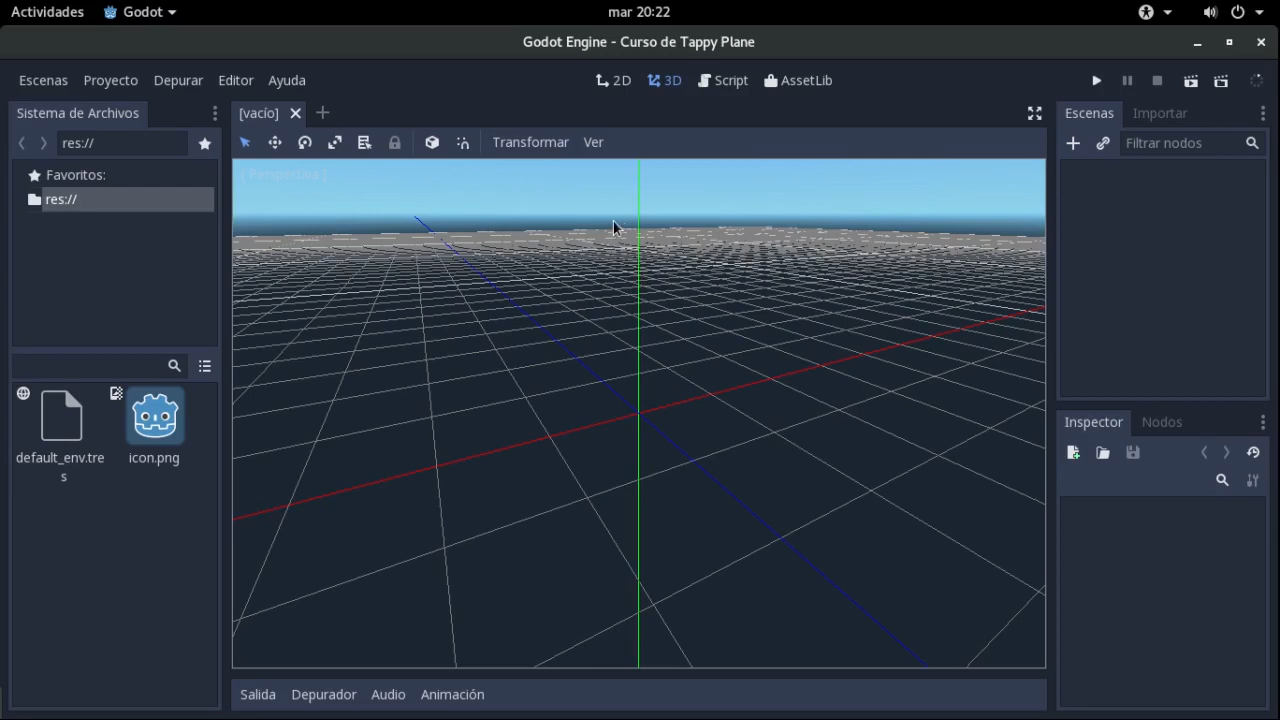 Actividades Godot mar 20:22
Godot Engine - Curso de Tappy Plane
Escenas Proyecto Depurar Editor Ayuda 2D 3D Script AssetLib
Sistema de Archivos [vacío] Escenas Importar
res:// Transformar Ver Filtrar nodos
[ Perspectiva ]
Favoritos:
res://
default_env.tre
s
icon.png
Inspector Nodos
Salida Depurador Audio Animación